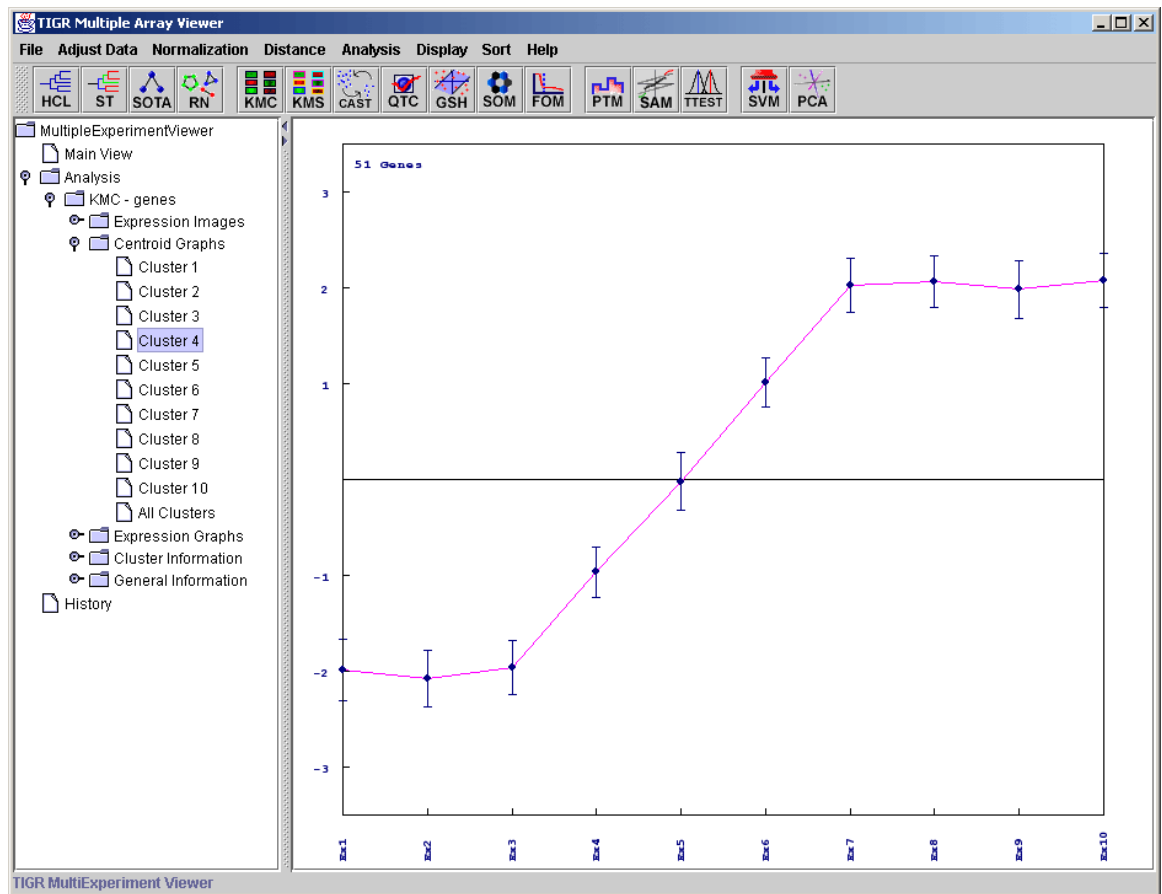 TIGR Multiple Array Viewer
File Adjust Data Normalization Distance Analysis Display Sort Help
HCL ST SOTA RN KMC KMS CAST QTC GSH SOM FOM PTM SAM TTEST SVM PCA
MultipleExperimentViewer
Main View
Analysis
KMC - genes
Expression Images
Centroid Graphs
Cluster 1
Cluster 2
Cluster 3
Cluster 4
Cluster 5
Cluster 6
Cluster 7
Cluster 8
Cluster 9
Cluster 10
All Clusters
Expression Graphs
Cluster Information
General Information
History
51 Genes
3
2
1
-1
-2
-3
Ex1 Ex2 Ex3 Ex4 Ex5 Ex6 Ex7 Ex8 Ex9 Ex10
TIGR MultiExperiment Viewer